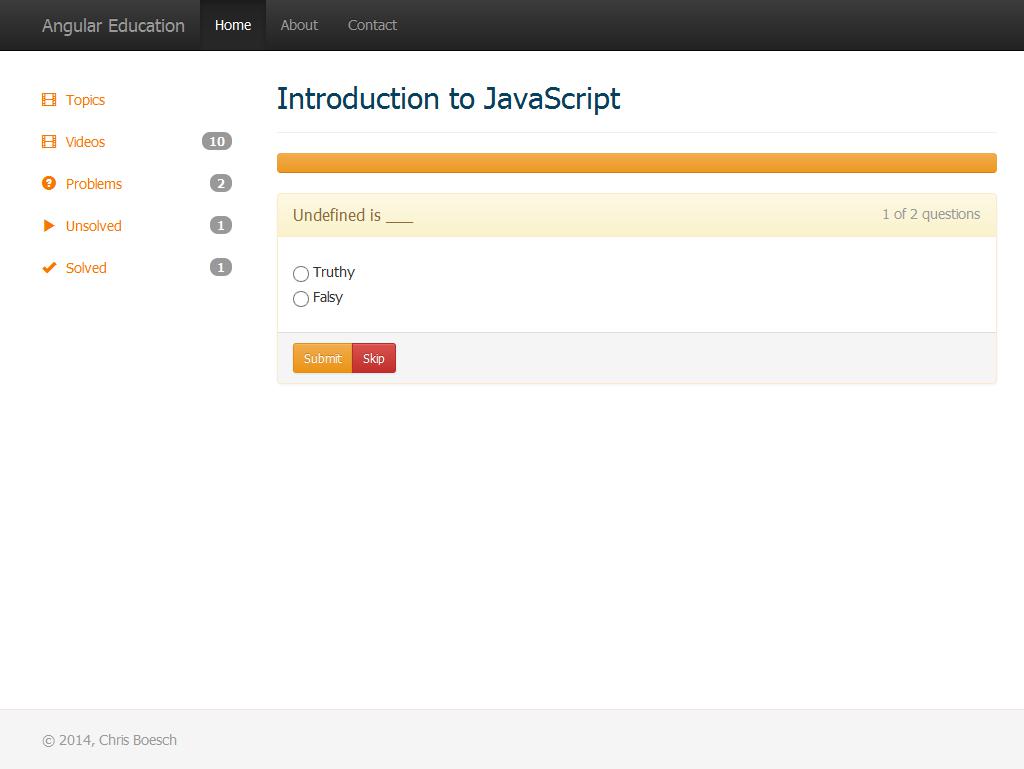 Angular Education Home About Contact
Topics
Videos 10
Problems 2
Unsolved 1
Solved 1
Introduction to JavaScript
Undefined is ___ 1 of 2 questions
Truthy
Falsy
Submit Skip
© 2014, Chris Boesch